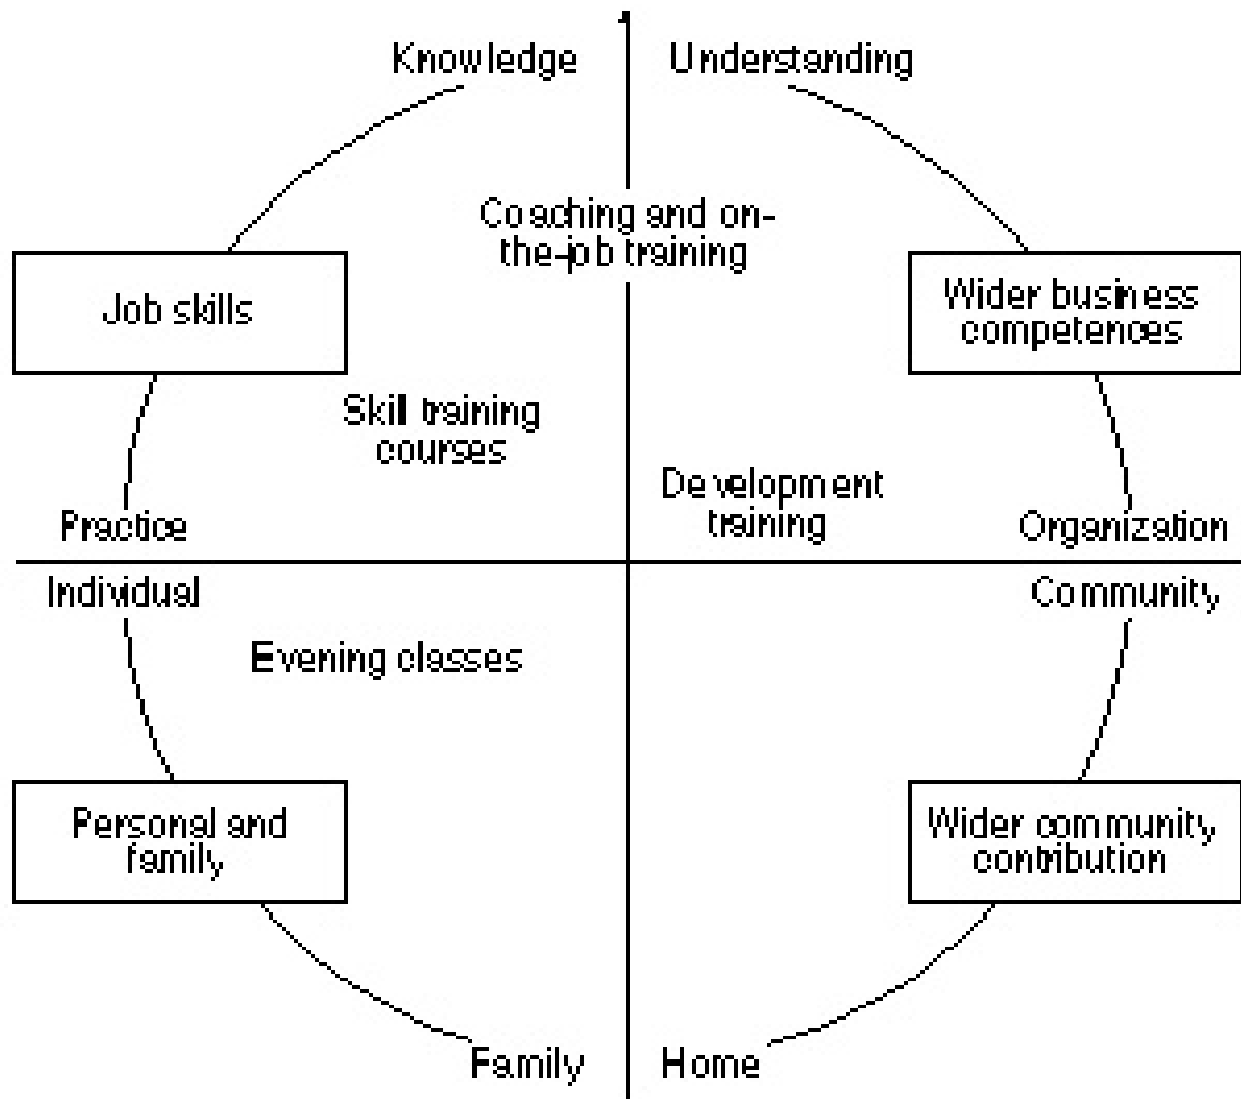 Knowledge
Understanding
Coaching and on-
the-job training
Job skills
Wider business
competences
Skill training
courses
Development
training
Practice
Organization
Individual
Community
Evening classes
Personal and
family
Wider community
contribution
Family
Home